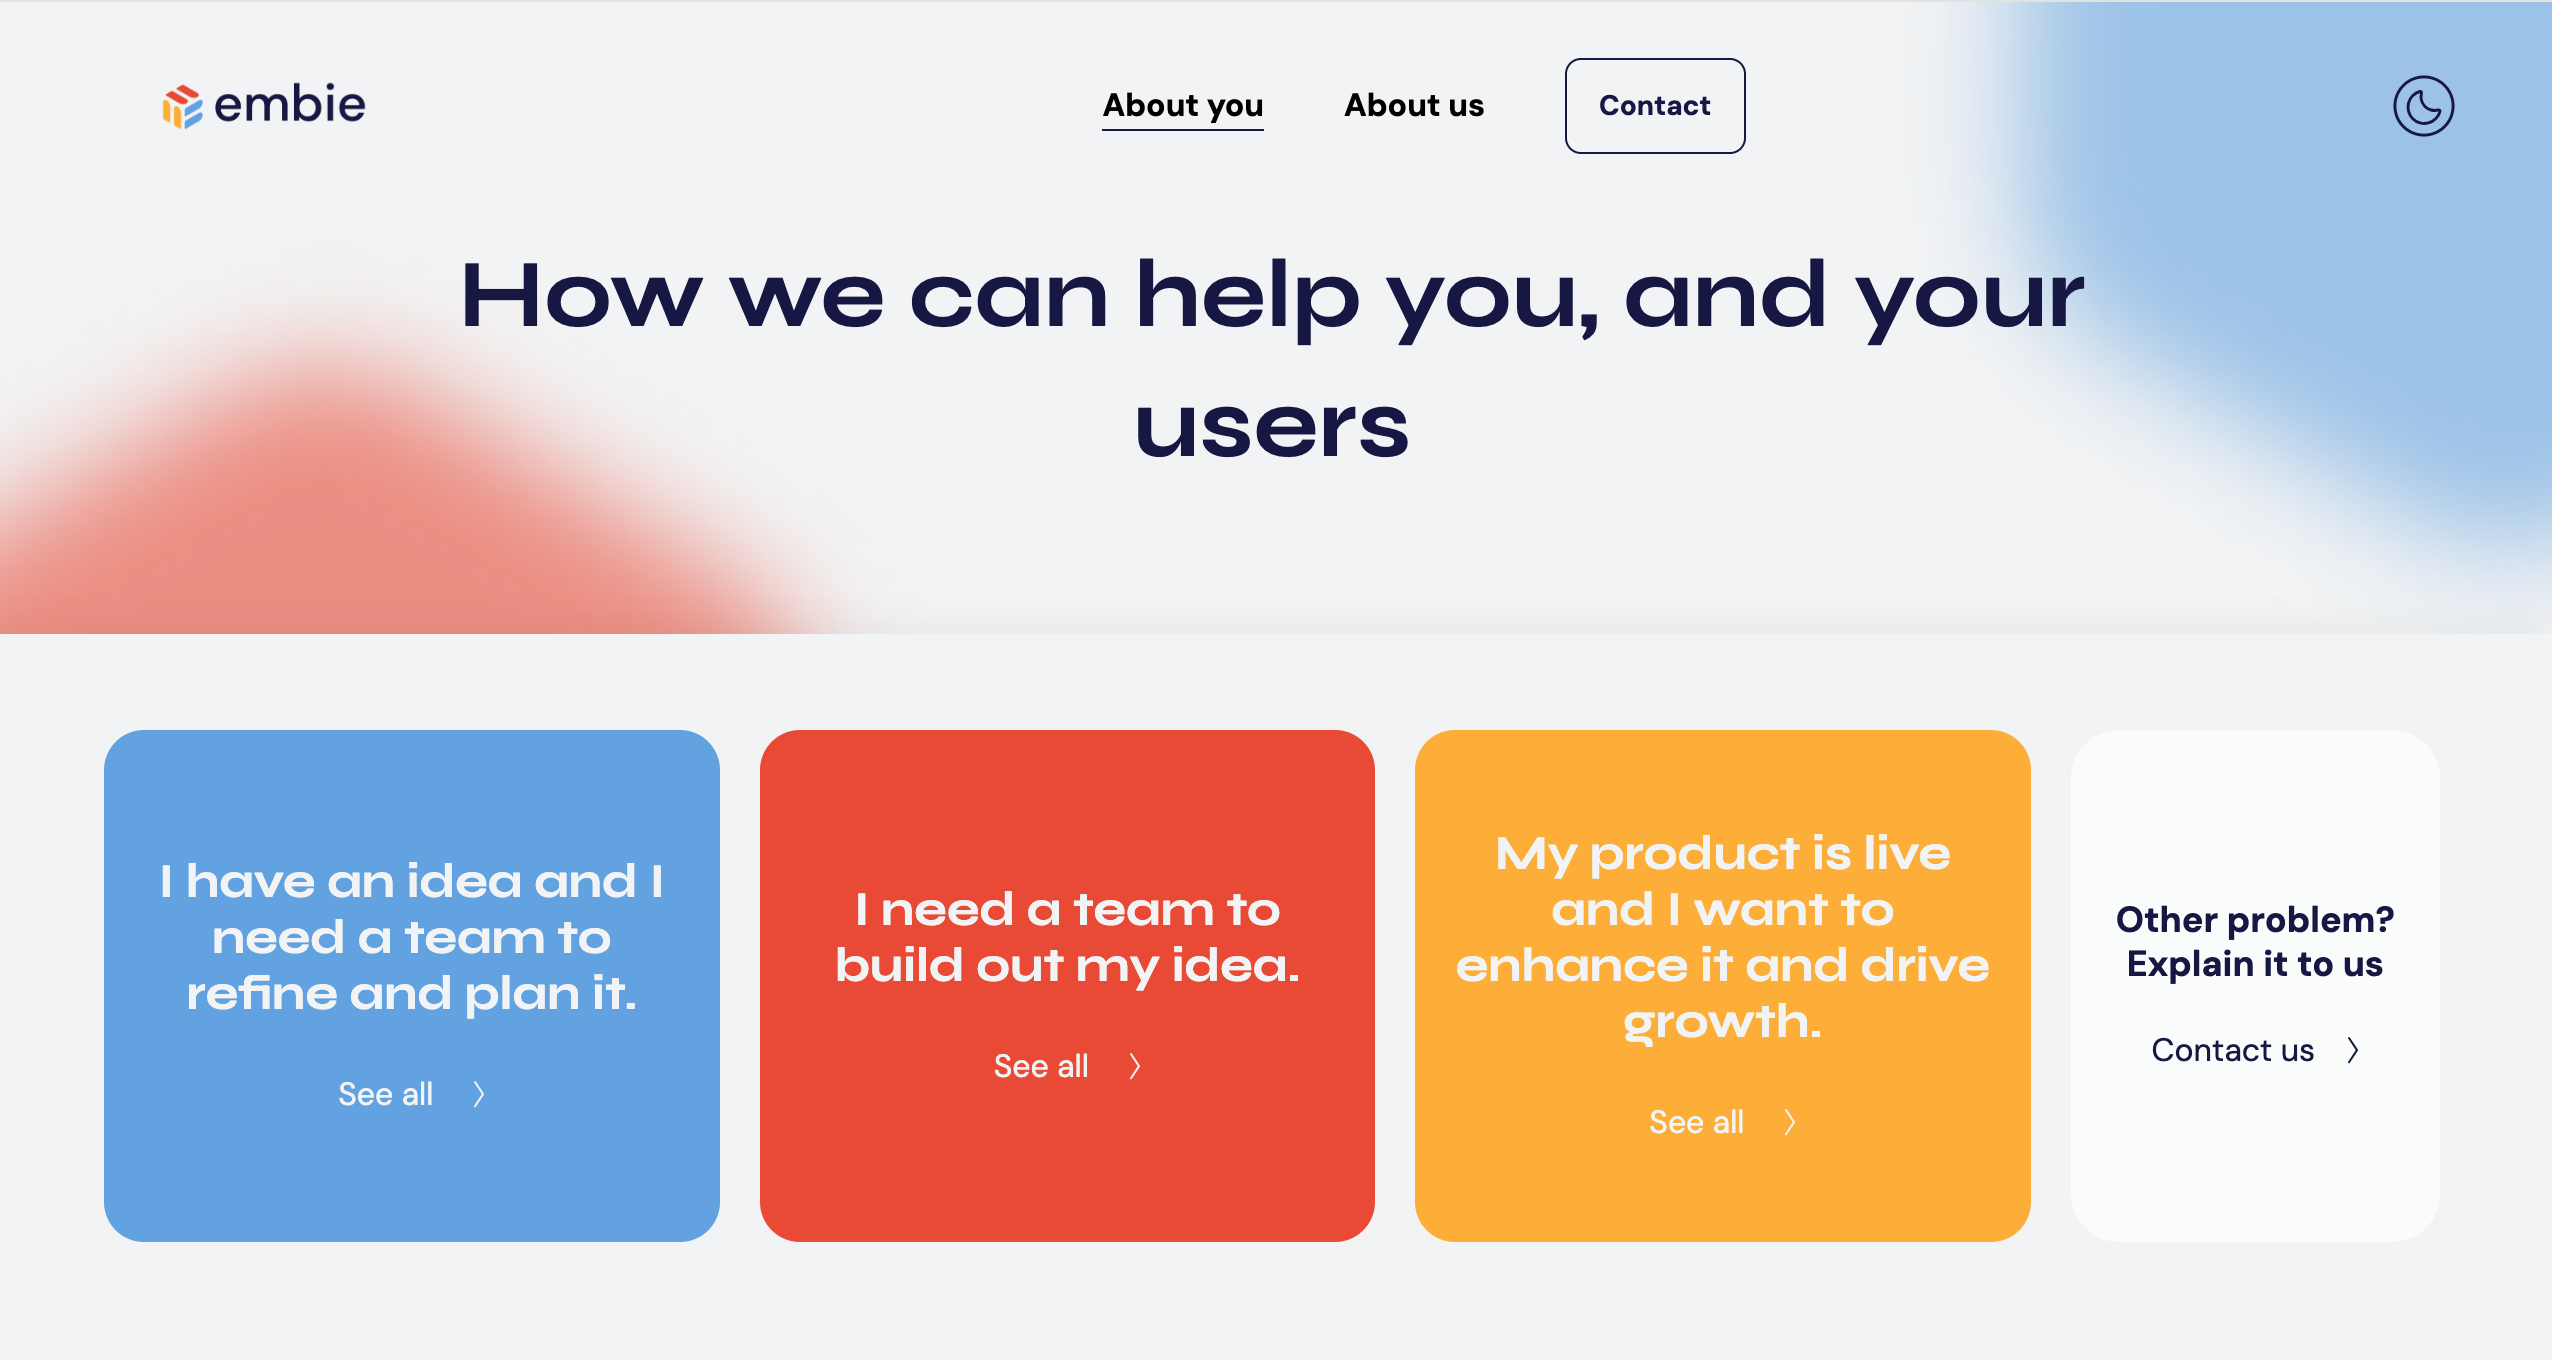 embie
About you
About us
Contact
How we can help you, and your
users
I have an idea and I
need a team to
refine and plan it.
See all
I need a team to
build out my idea.
See all
My product is live
and I want to
enhance it and drive
growth.
See all
Other problem?
Explain it to us
Contact us